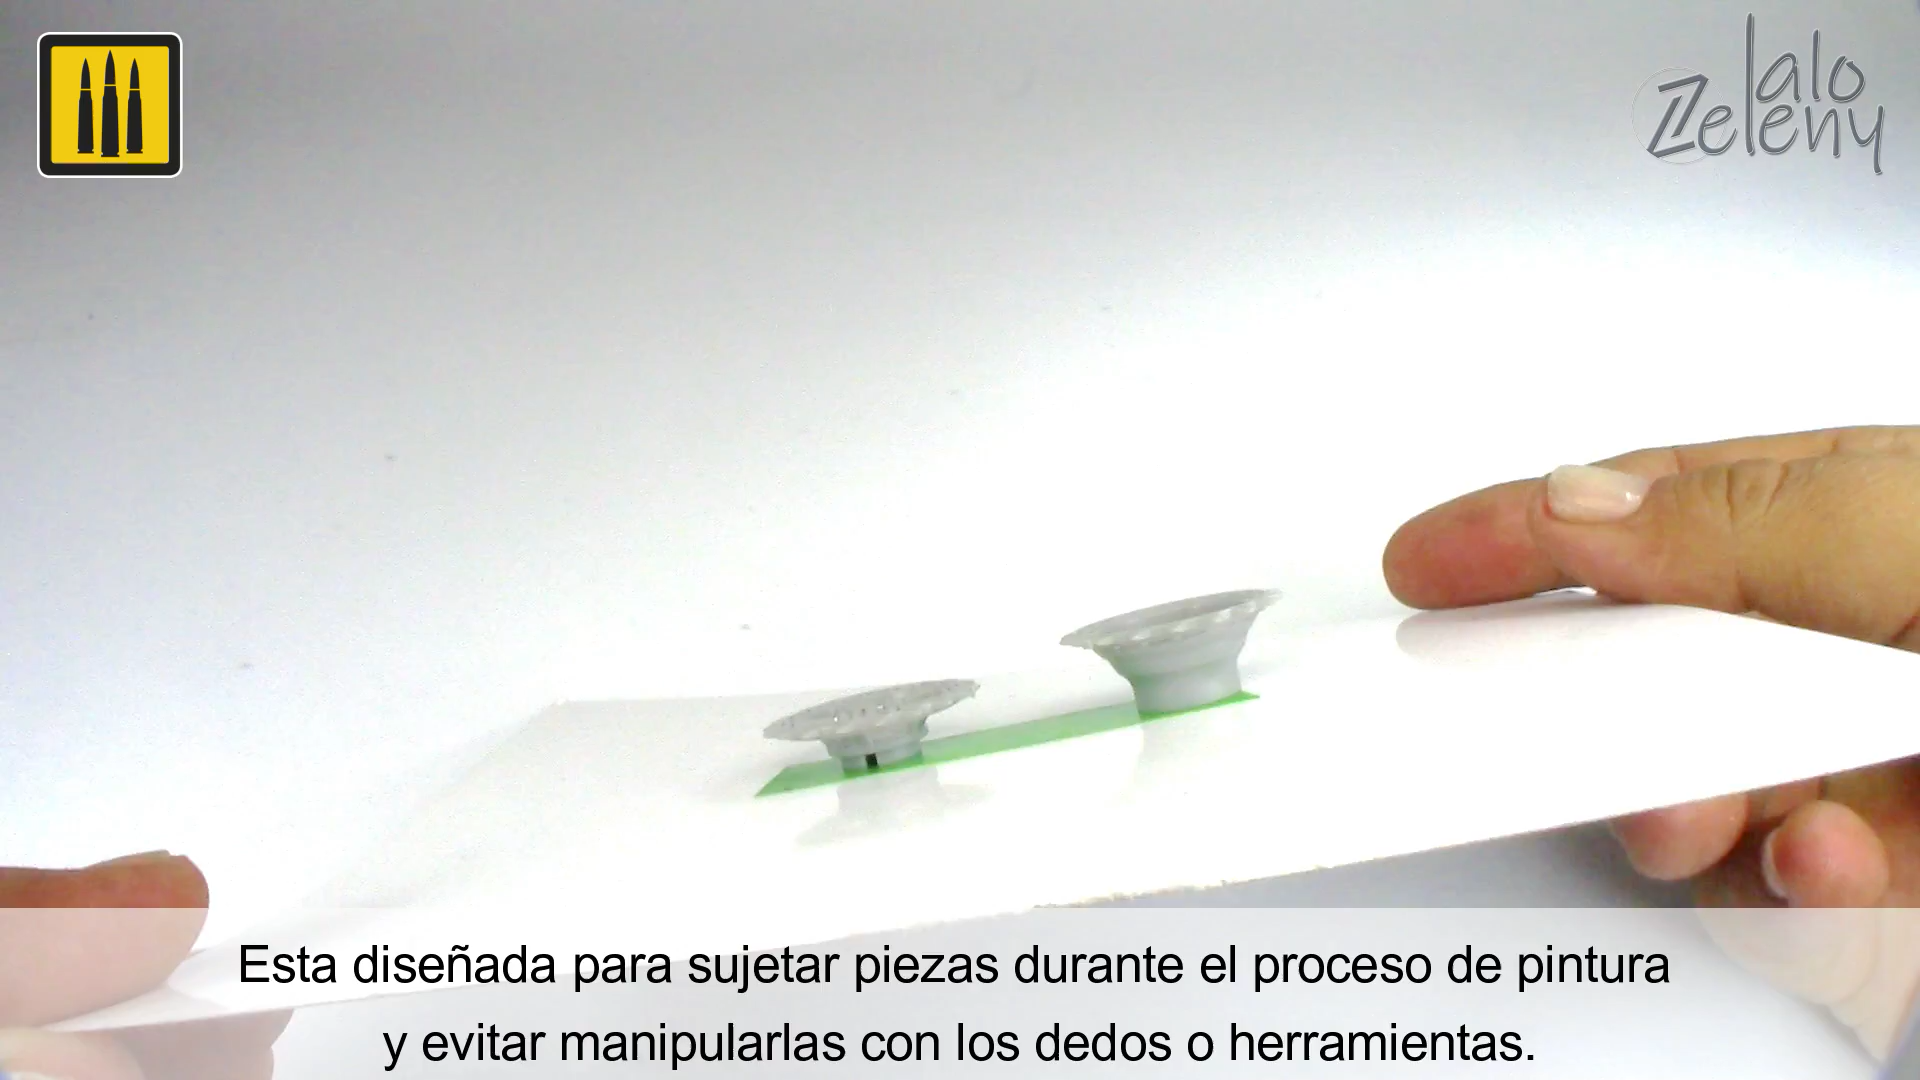 lalo
Zeleny
Esta diseñada para sujetar piezas durante el proceso de pintura
y evitar manipularlas con los dedos o herramientas.